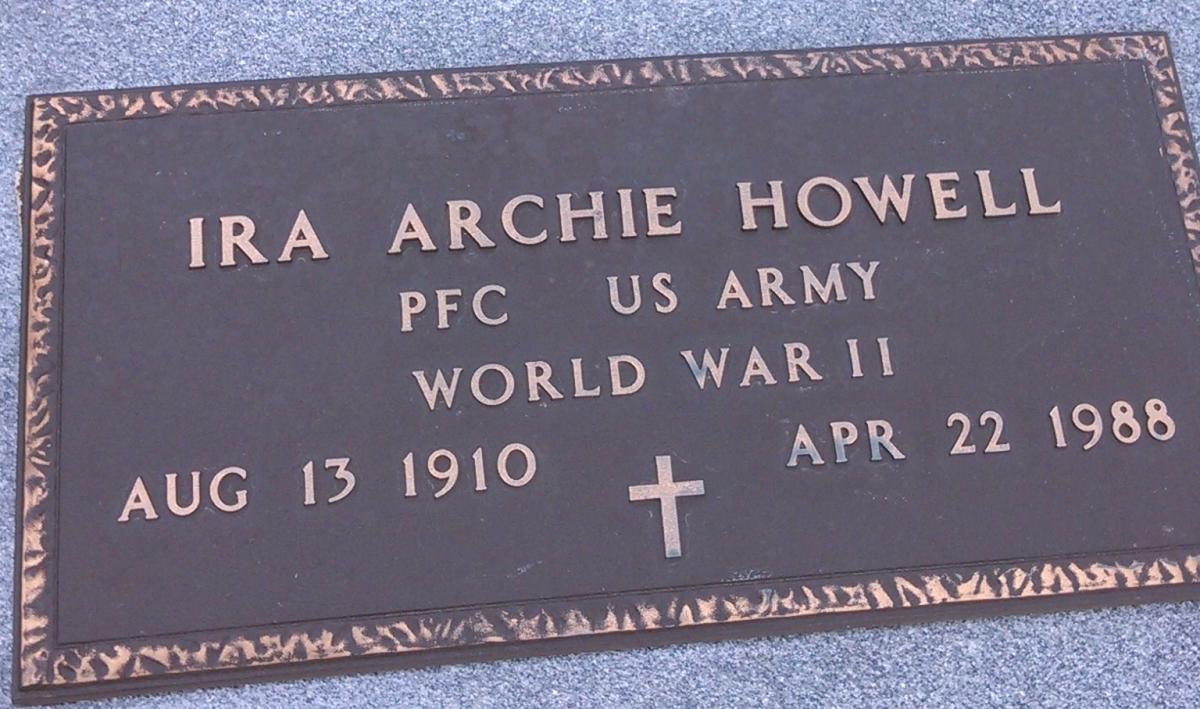 IRA ARCHIE HOWELL
PFC US ARMY
WORLD WAR II
AUG 13 1910 APR 22 1988